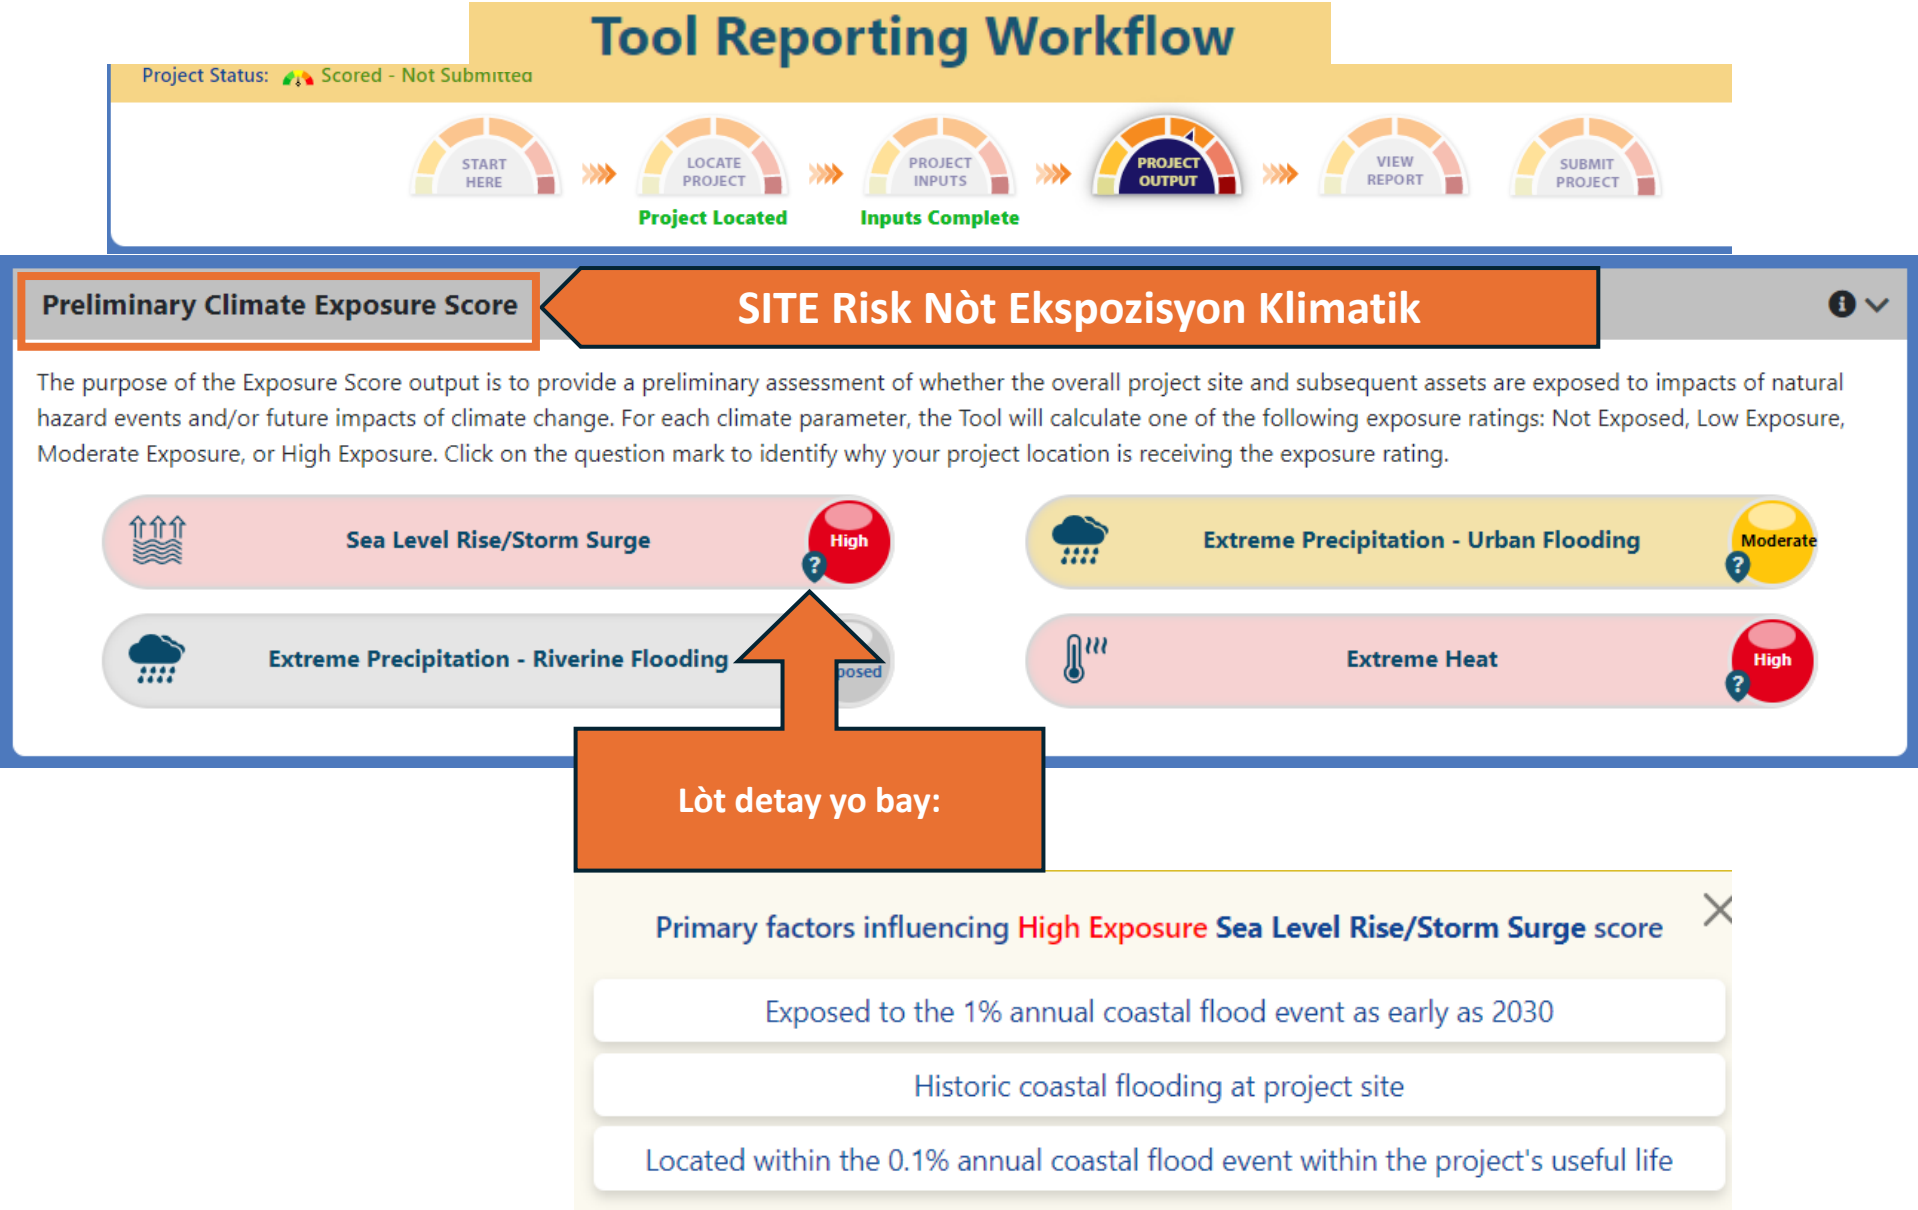 Tool Reporting Workflow
Project Status: Scored - Not Submitted
START
HERE
LOCATE
PROJECT
PROJECT
INPUTS
PROJECT
OUTPUT
VIEW
REPORT
SUBMIT
PROJECT
Project Located
Inputs Complete
Preliminary Climate Exposure Score
SITE Risk Nòt Ekspozisyon Klimatik
The purpose of the Exposure Score output is to provide a preliminary assessment of whether the overall project site and subsequent assets are exposed to impacts of natural
hazard events and/or future impacts of climate change. For each climate parameter, the Tool will calculate one of the following exposure ratings: Not Exposed, Low Exposure,
Moderate Exposure, or High Exposure. Click on the question mark to identify why your project location is receiving the exposure rating.
Sea Level Rise/Storm Surge
High
?
Extreme Precipitation - Urban Flooding
Moderate
?
Extreme Precipitation - Riverine Flooding
Extreme Heat
High
?
Lòt detay yo bay:
Primary factors influencing High Exposure Sea Level Rise/Storm Surge score
Exposed to the 1% annual coastal flood event as early as 2030
Historic coastal flooding at project site
Located within the 0.1% annual coastal flood event within the project's useful life